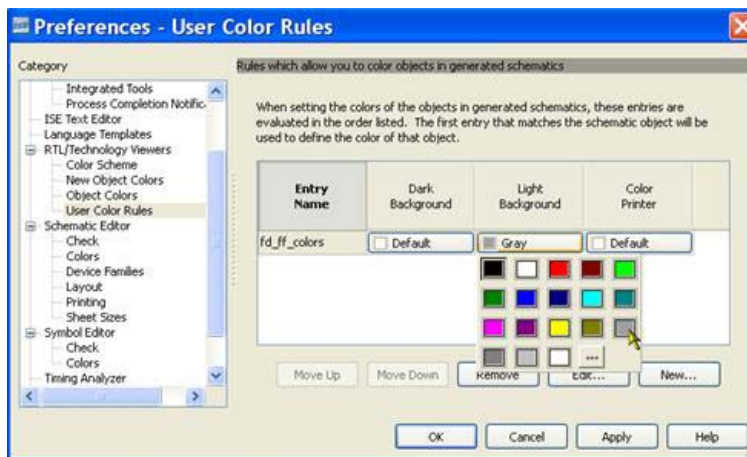 Preferences - User Color Rules
Category
Rules which allow you to color objects in generated schematics
Integrated Tools
Process Completion Notific
ISE Text Editor
Language Templates
RTL/Technology Viewers
Color Scheme
New Object Colors
Object Colors
User Color Rules
Schematic Editor
Check
Colors
Device Families
Layout
Printing
Sheet Sizes
Symbol Editor
Check
Colors
Timing Analyzer
When setting the colors of the objects in generated schematics, these entries are
evaluated in the order listed. The first entry that matches the schematic object will be
used to define the color of that object.
Entry Name
Dark Background
Light Background
Color Printer
fd_ff_colors
Default
Gray
Default
...
Move Up
Move Down
Remove
Edit...
New...
OK
Cancel
Apply
Help